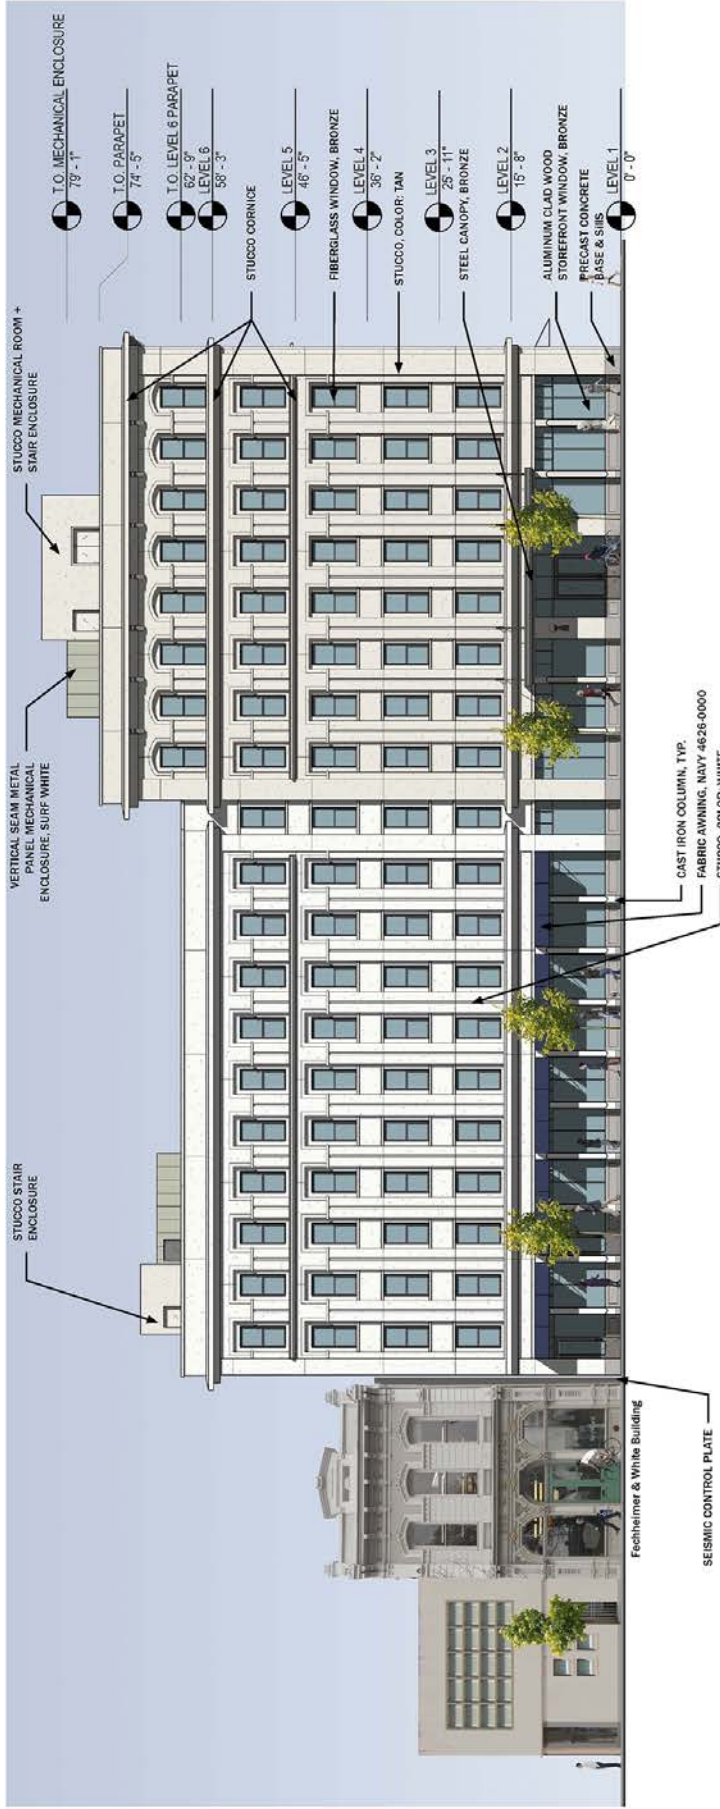 STUCCO STAIR
ENCLOSURE
VERTICAL SEAM METAL
PANEL MECHANICAL
ENCLOSURE, SURF WHITE
STUCCO MECHANICAL ROOM +
STAIR ENCLOSURE
T.O. MECHANICAL ENCLOSURE
79' - 1"
T.O. PARAPET
74' - 5"
T.O. LEVEL 6 PARAPET
62' - 9"
LEVEL 6
58' - 3"
STUCCO CORNICE
LEVEL 5
46' - 5"
FIBERGLASS WINDOW, BRONZE
LEVEL 4
36' - 2"
STUCCO, COLOR: TAN
LEVEL 3
25' - 11"
STEEL CANOPY, BRONZE
LEVEL 2
15' - 8"
ALUMINUM CLAD WOOD
STOREFRONT WINDOW, BRONZE
PRECAST CONCRETE
BASE & Sills
LEVEL 1
0' - 0"
Fechheimer & White Building
SEISMIC CONTROL PLATE
CAST IRON COLUMN, TYP.
FABRIC AWNING, NAVY 4626-0000